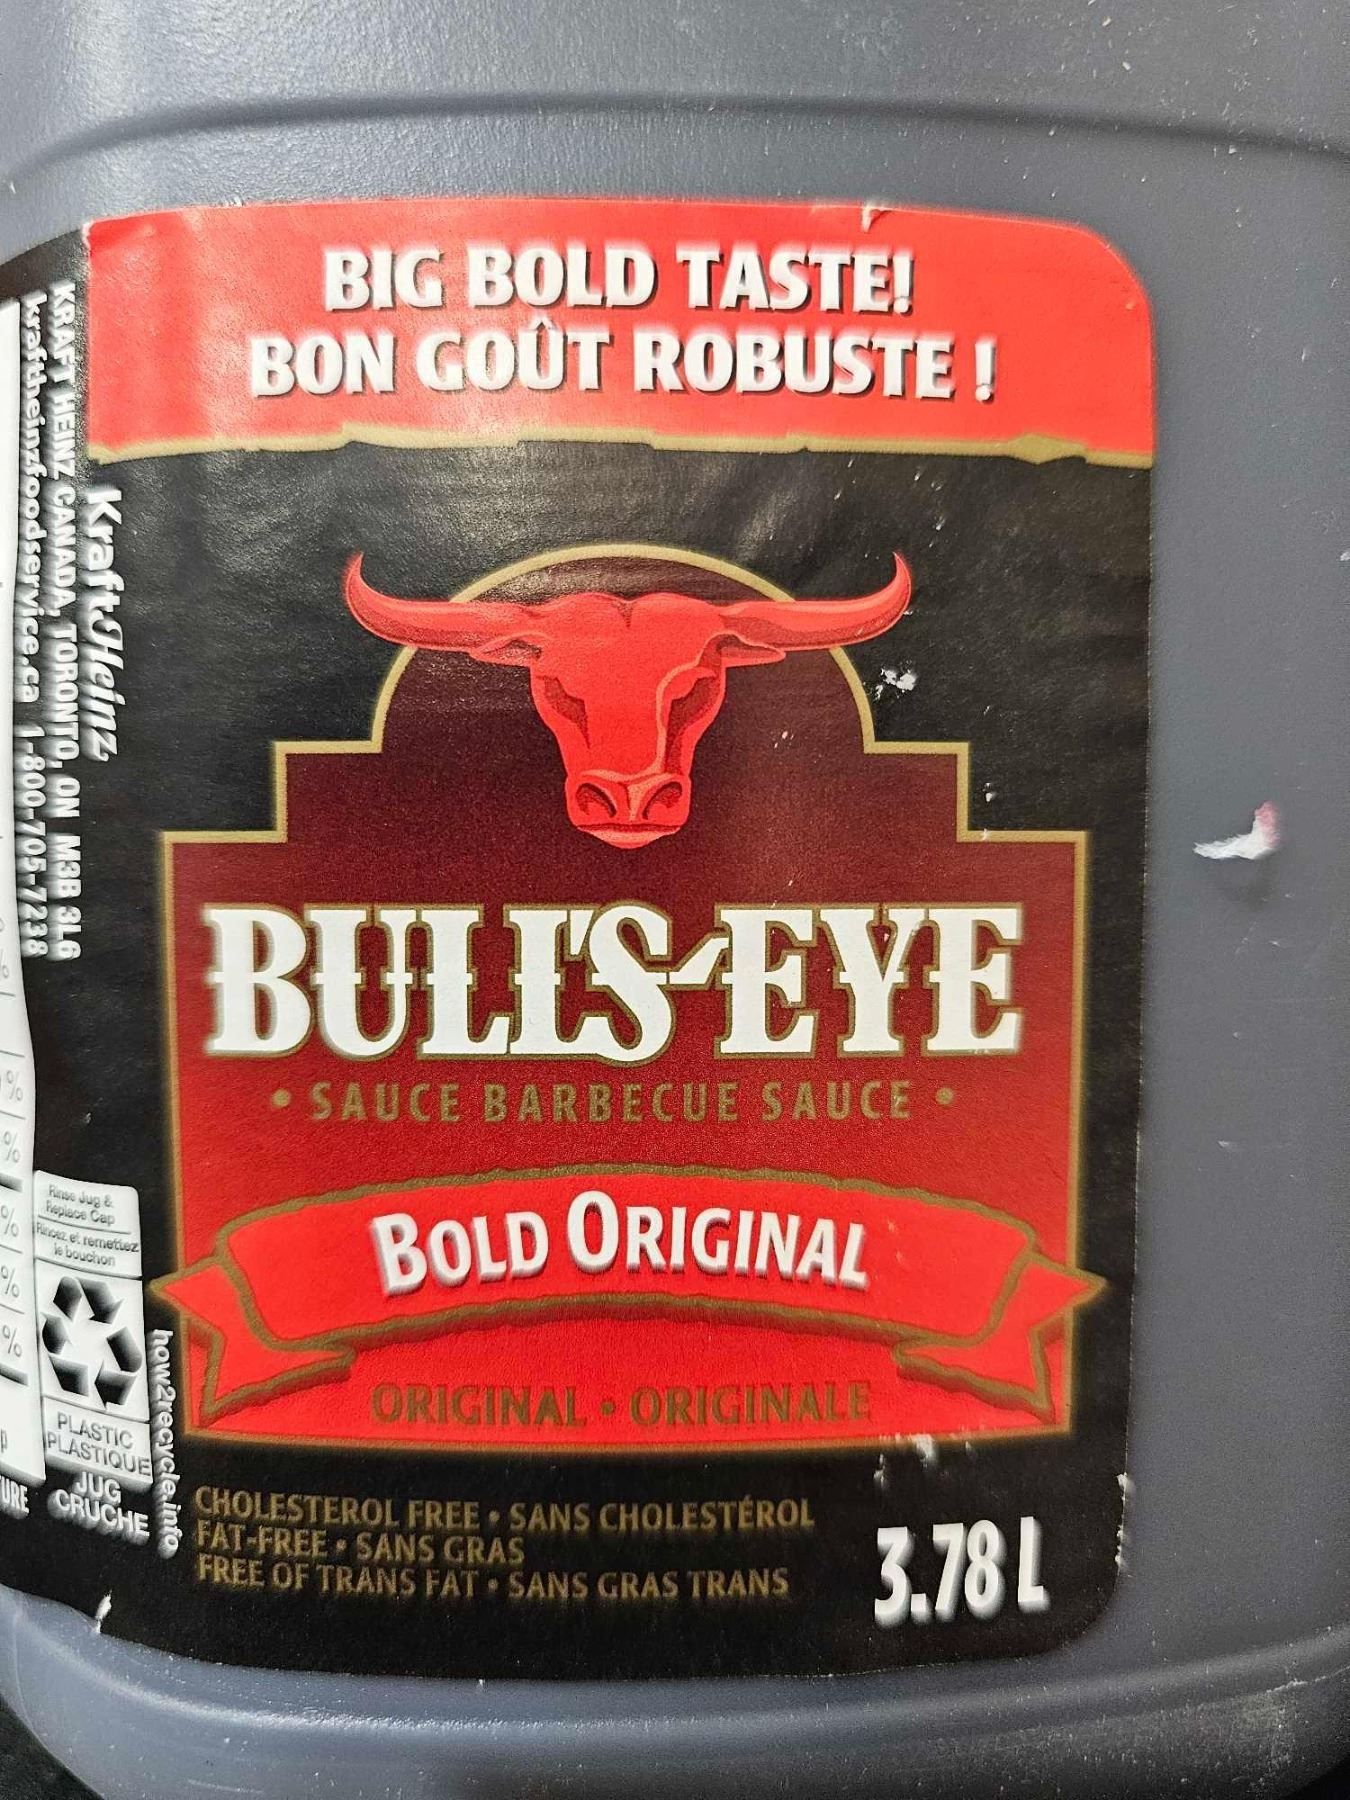 BIG BOLD TASTE!
BON GOÛT ROBUSTE !
BULL'S-EYE
• SAUCE BARBECUE SAUCE •
BOLD ORIGINAL
ORIGINAL • ORIGINALE
CHOLESTEROL FREE • SANS CHOLESTÉROL
FAT-FREE • SANS GRAS
FREE OF TRANS FAT • SANS GRAS TRANS
3.78 L
KraftHeinz
KRAFT HEINZ CANADA, TORONTO, ON M3B 3L6
kraftheinzfoodservice.ca 1-800-705-7238
Rinse Jug &
Replace Cap
Rincez et remettez
le bouchon
PLASTIC
PLASTIQUE
JUG
CRUCHE
how2recycle.info
%
%
%
%
%
%